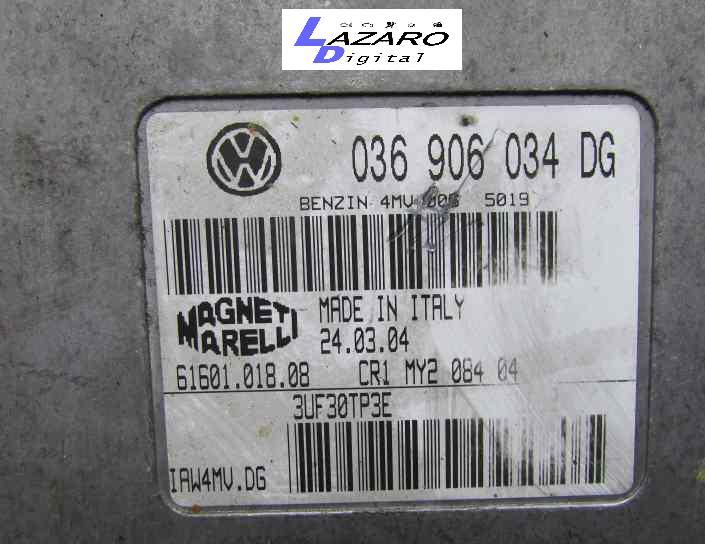 LAZARO
Digital
VW
036 906 034 DG
BENZIN 4MV 5019
MAGNETI
MARELLI
MADE IN ITALY
24.03.04
61601.018.08 CR1 MY2 084 04
3UF30TP3E
IAW4MV.DG